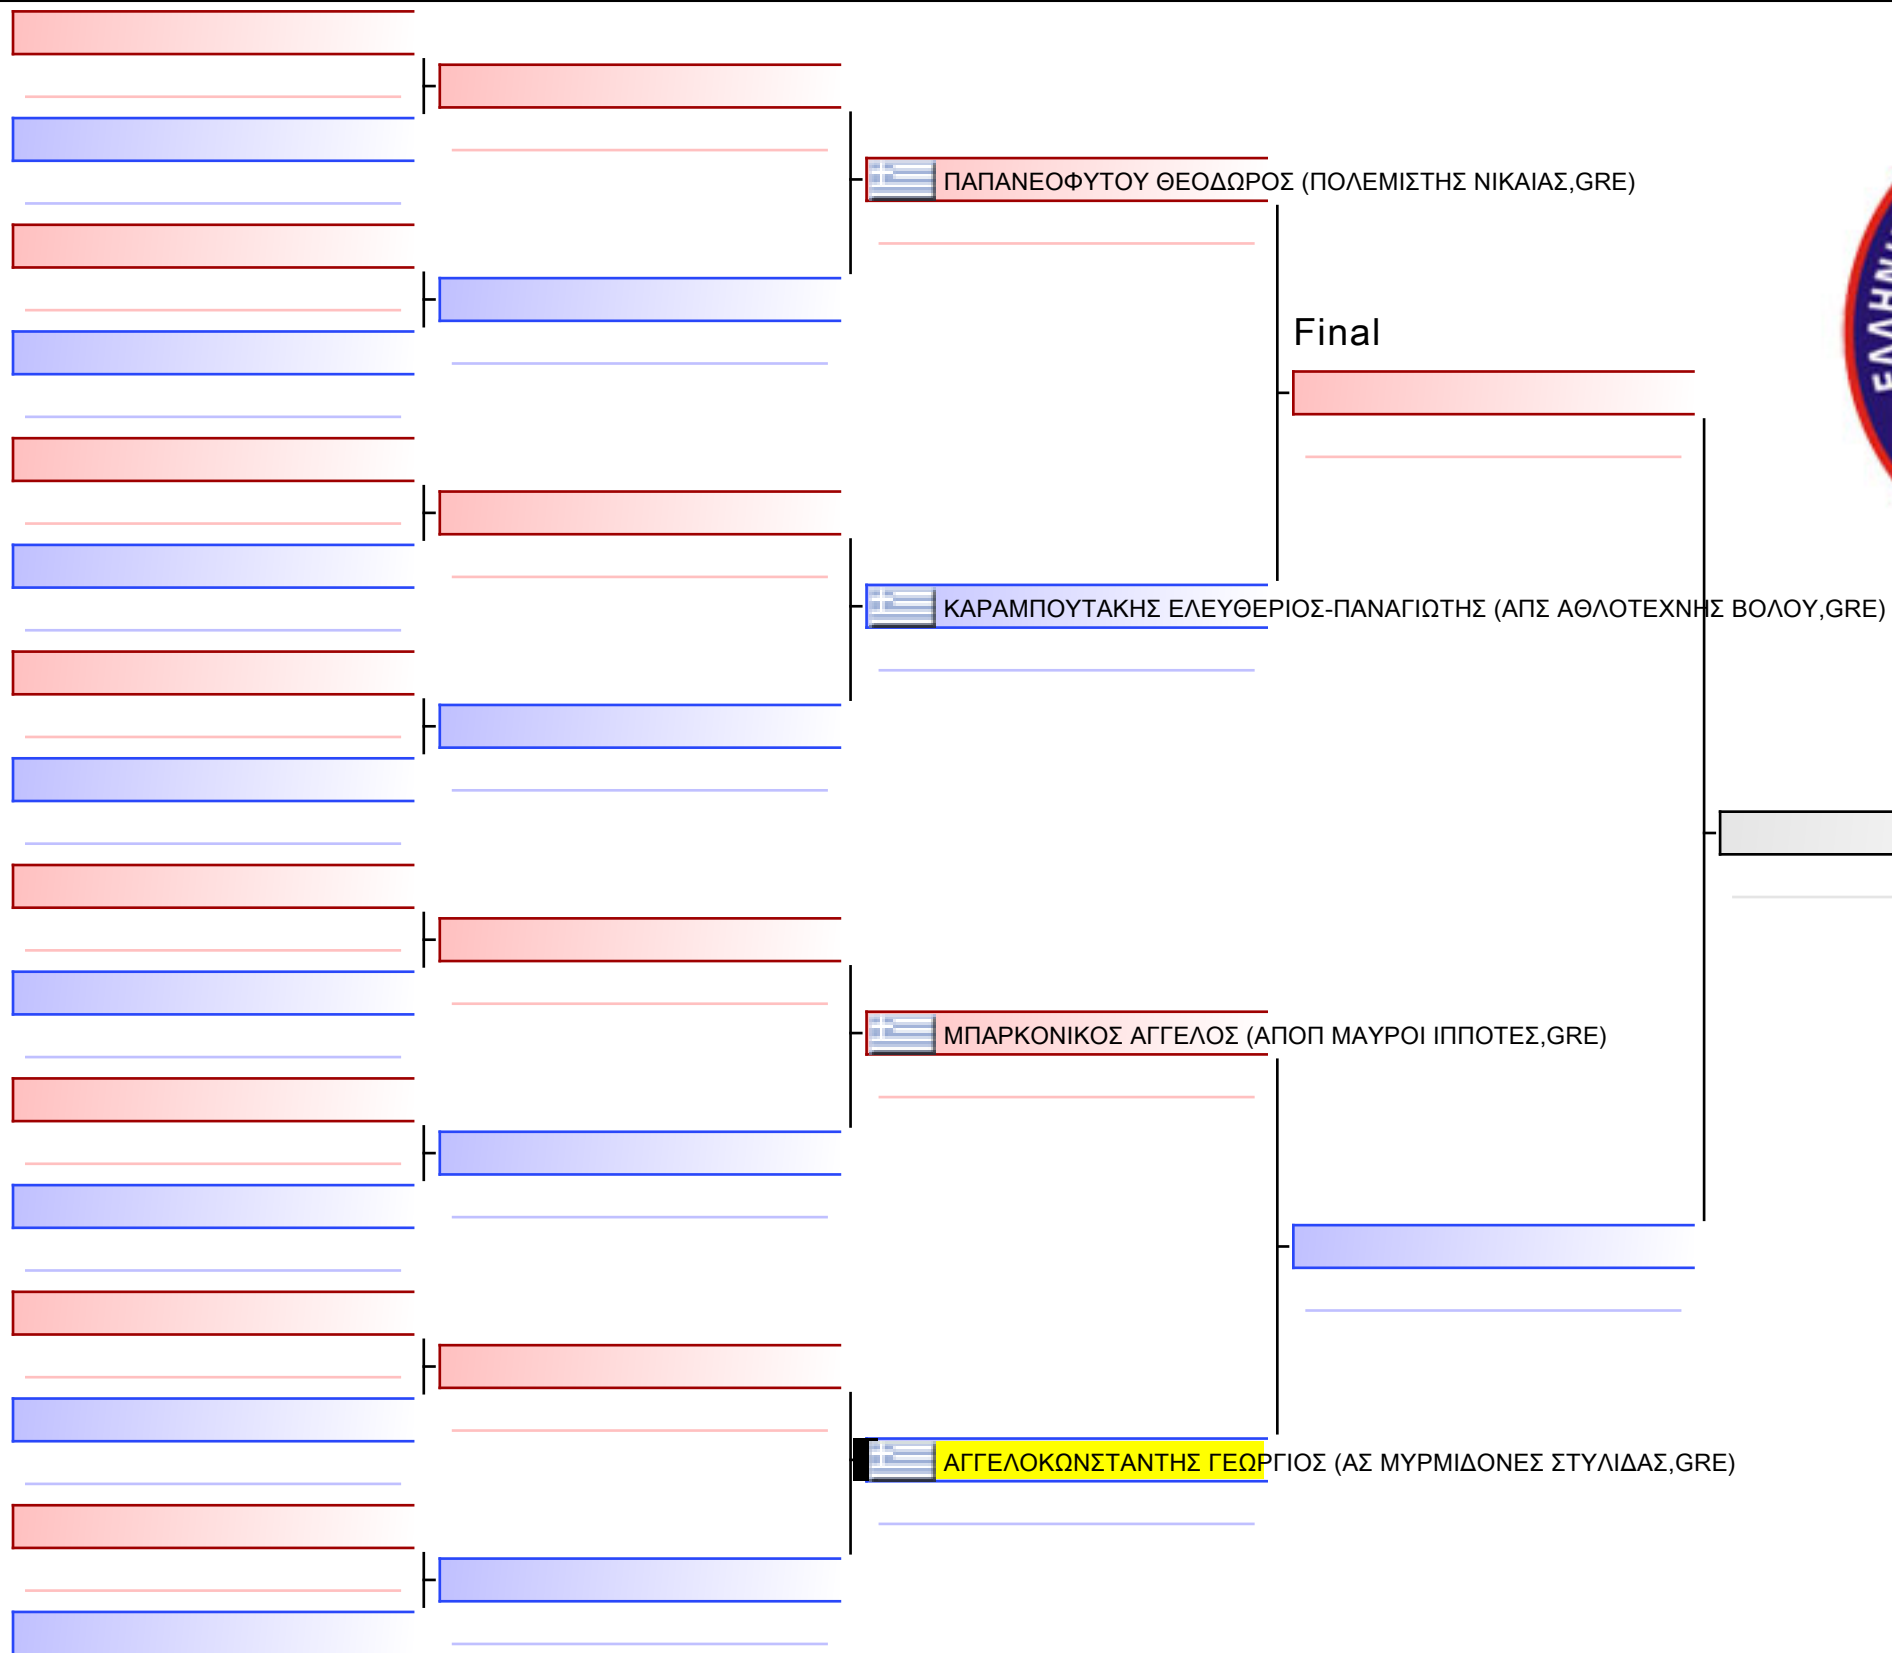 ΠΑΠΑΝΕΟΦΥΤΟΥ ΘΕΟΔΩΡΟΣ (ΠΟΛΕΜΙΣΤΗΣ ΝΙΚΑΙΑΣ,GRE)
Final
ΚΑΡΑΜΠΟΥΤΑΚΗΣ ΕΛΕΥΘΕΡΙΟΣ-ΠΑΝΑΓΙΩΤΗΣ (ΑΠΣ ΑΘΛΟΤΕΧΝΗΣ ΒΟΛΟΥ,GRE)
ΜΠΑΡΚΟΝΙΚΟΣ ΑΓΓΕΛΟΣ (ΑΠΟΠ ΜΑΥΡΟΙ ΙΠΠΟΤΕΣ,GRE)
ΑΓΓΕΛΟΚΩΝΣΤΑΝΤΗΣ ΓΕΩΡΓΙΟΣ (ΑΣ ΜΥΡΜΙΔΟΝΕΣ ΣΤΥΛΙΔΑΣ,GRE)